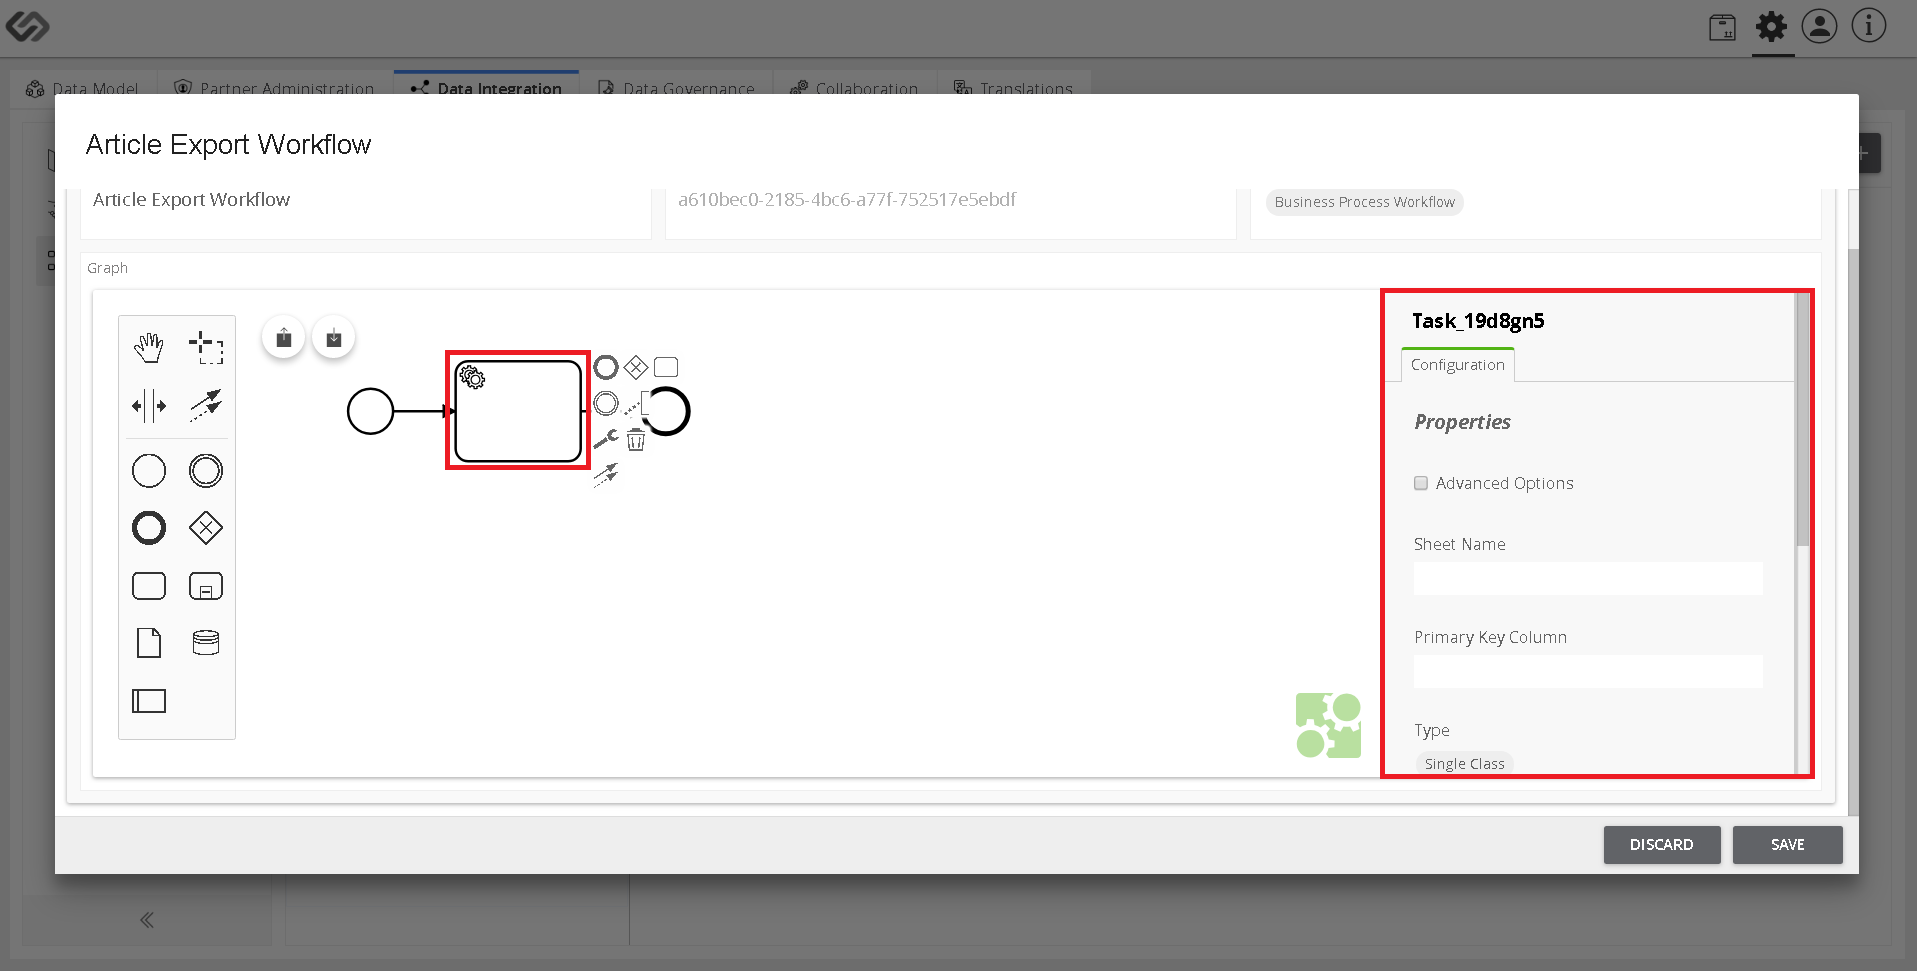 Data Model
Partner Administration
Data Integration
Data Governance
Collaboration
Translations
Article Export Workflow
Article Export Workflow
a610bec0-2185-4bc6-a77f-752517e5ebdf
Business Process Workflow
Graph
Task_19d8gn5
Configuration
Properties
Advanced Options
Sheet Name
Primary Key Column
Type
Single Class
DISCARD
SAVE